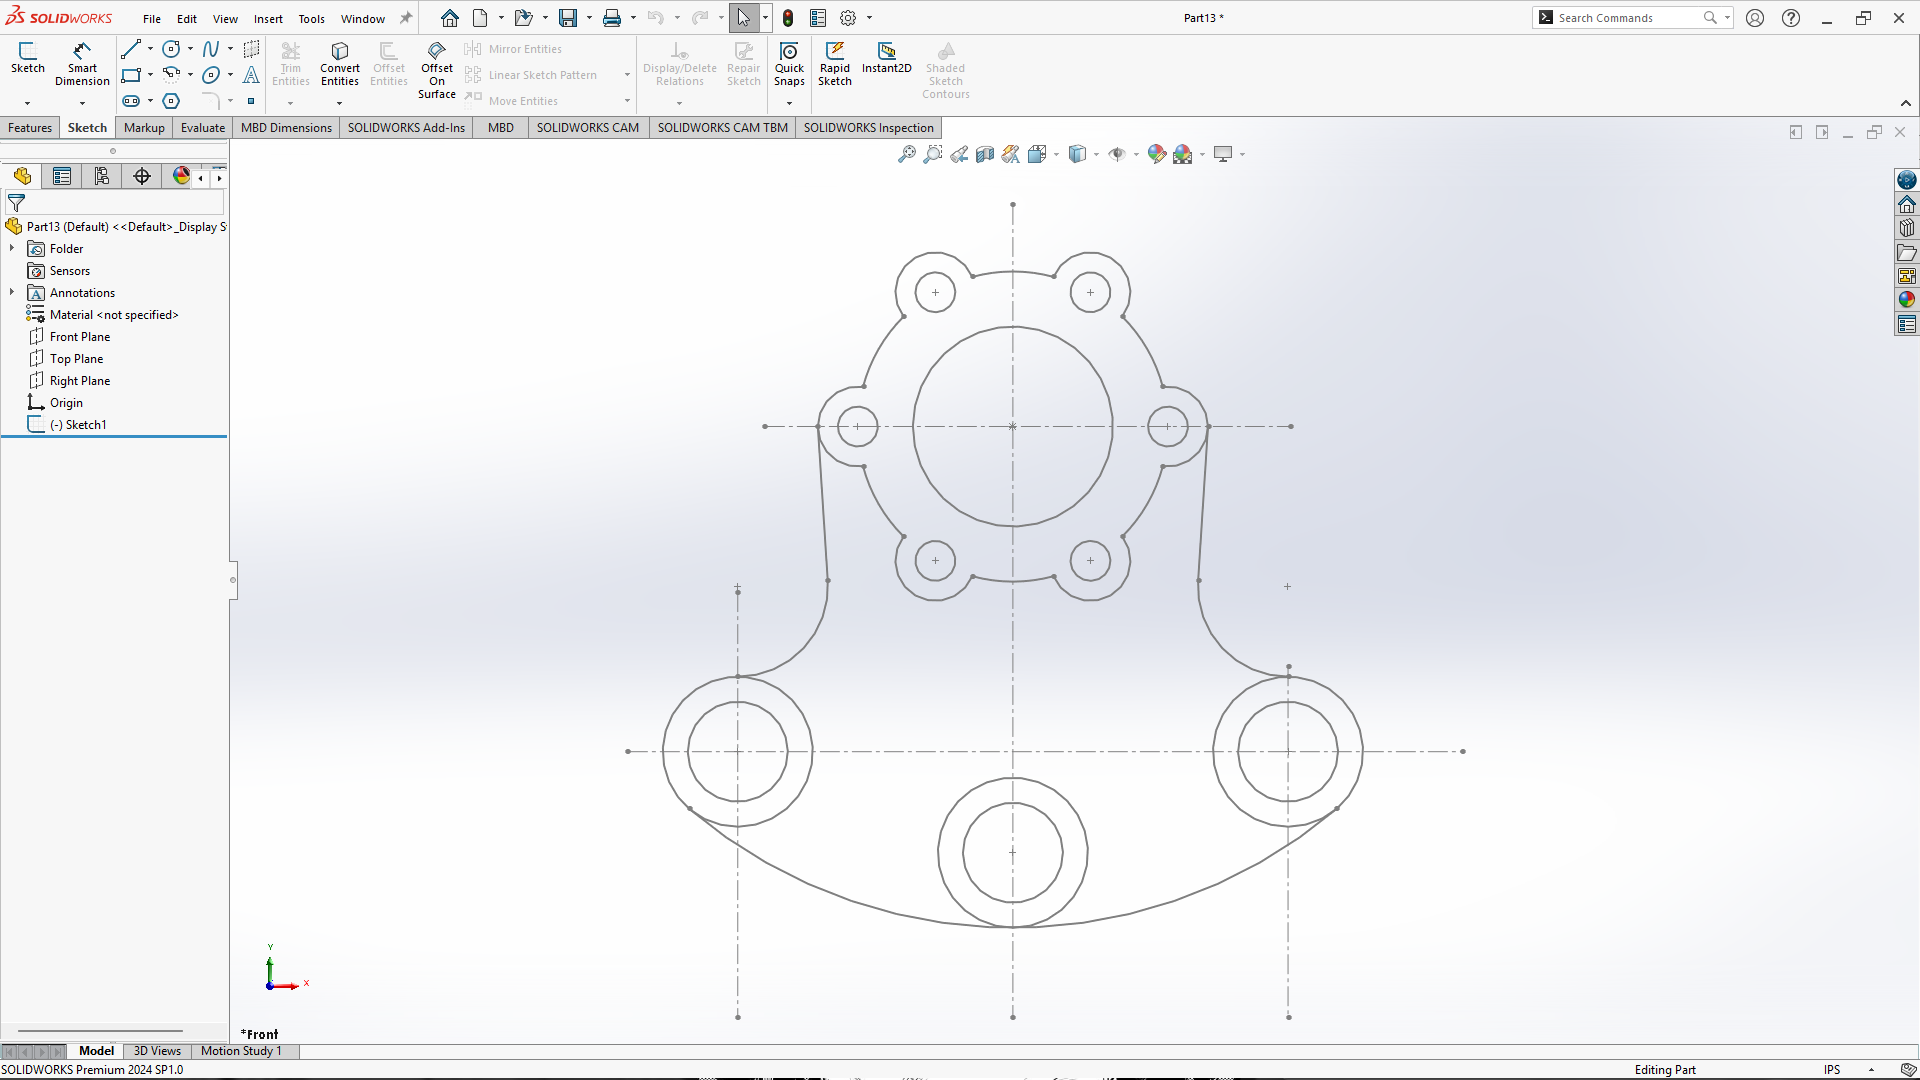 SOLIDWORKS File Edit View Insert Tools Window Part13 * Search Commands
Sketch
Smart Dimension
Trim Entities
Convert Entities
Offset Entities
Offset On Surface
Mirror Entities
Linear Sketch Pattern
Move Entities
Display/Delete Relations
Repair Sketch
Quick Snaps
Rapid Sketch
Instant2D
Shaded Sketch Contours
Features Sketch Markup Evaluate MBD Dimensions SOLIDWORKS Add-Ins MBD SOLIDWORKS CAM SOLIDWORKS CAM TBM SOLIDWORKS Inspection
Part13 (Default) <<Default>_Display S
Folder
Sensors
Annotations
Material <not specified>
Front Plane
Top Plane
Right Plane
Origin
(-) Sketch1
Y
X
*Front
Model 3D Views Motion Study 1
SOLIDWORKS Premium 2024 SP1.0 Editing Part IPS